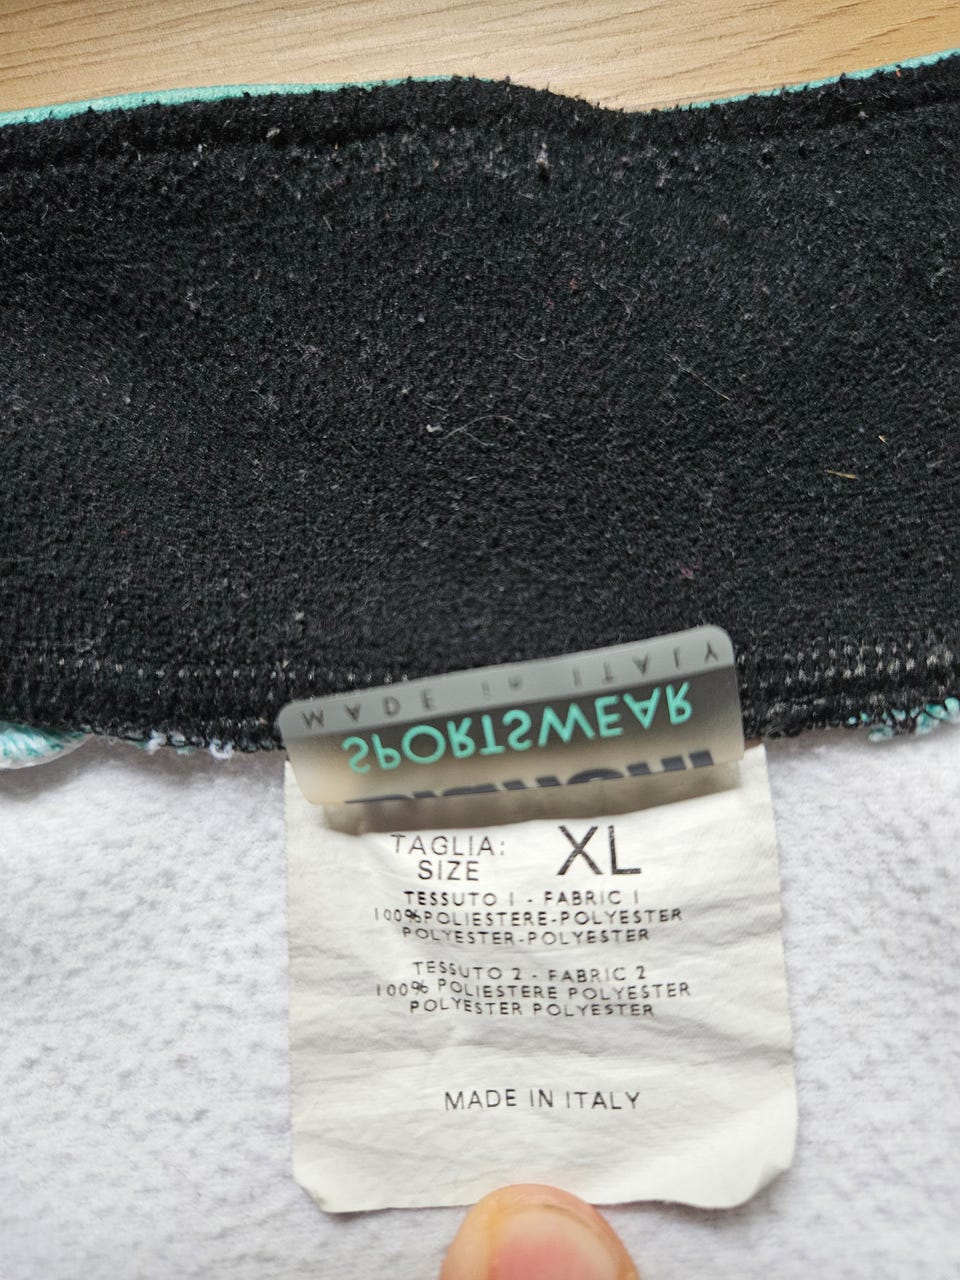 MADE in ITALY
SPORTSWEAR
Bianchi
TAGLIA: XL
SIZE
TESSUTO 1 - FABRIC 1
100%POLIESTERE-POLYESTER
POLYESTER-POLYESTER
TESSUTO 2 - FABRIC 2
100% POLIESTERE POLYESTER
POLYESTER POLYESTER
MADE IN ITALY